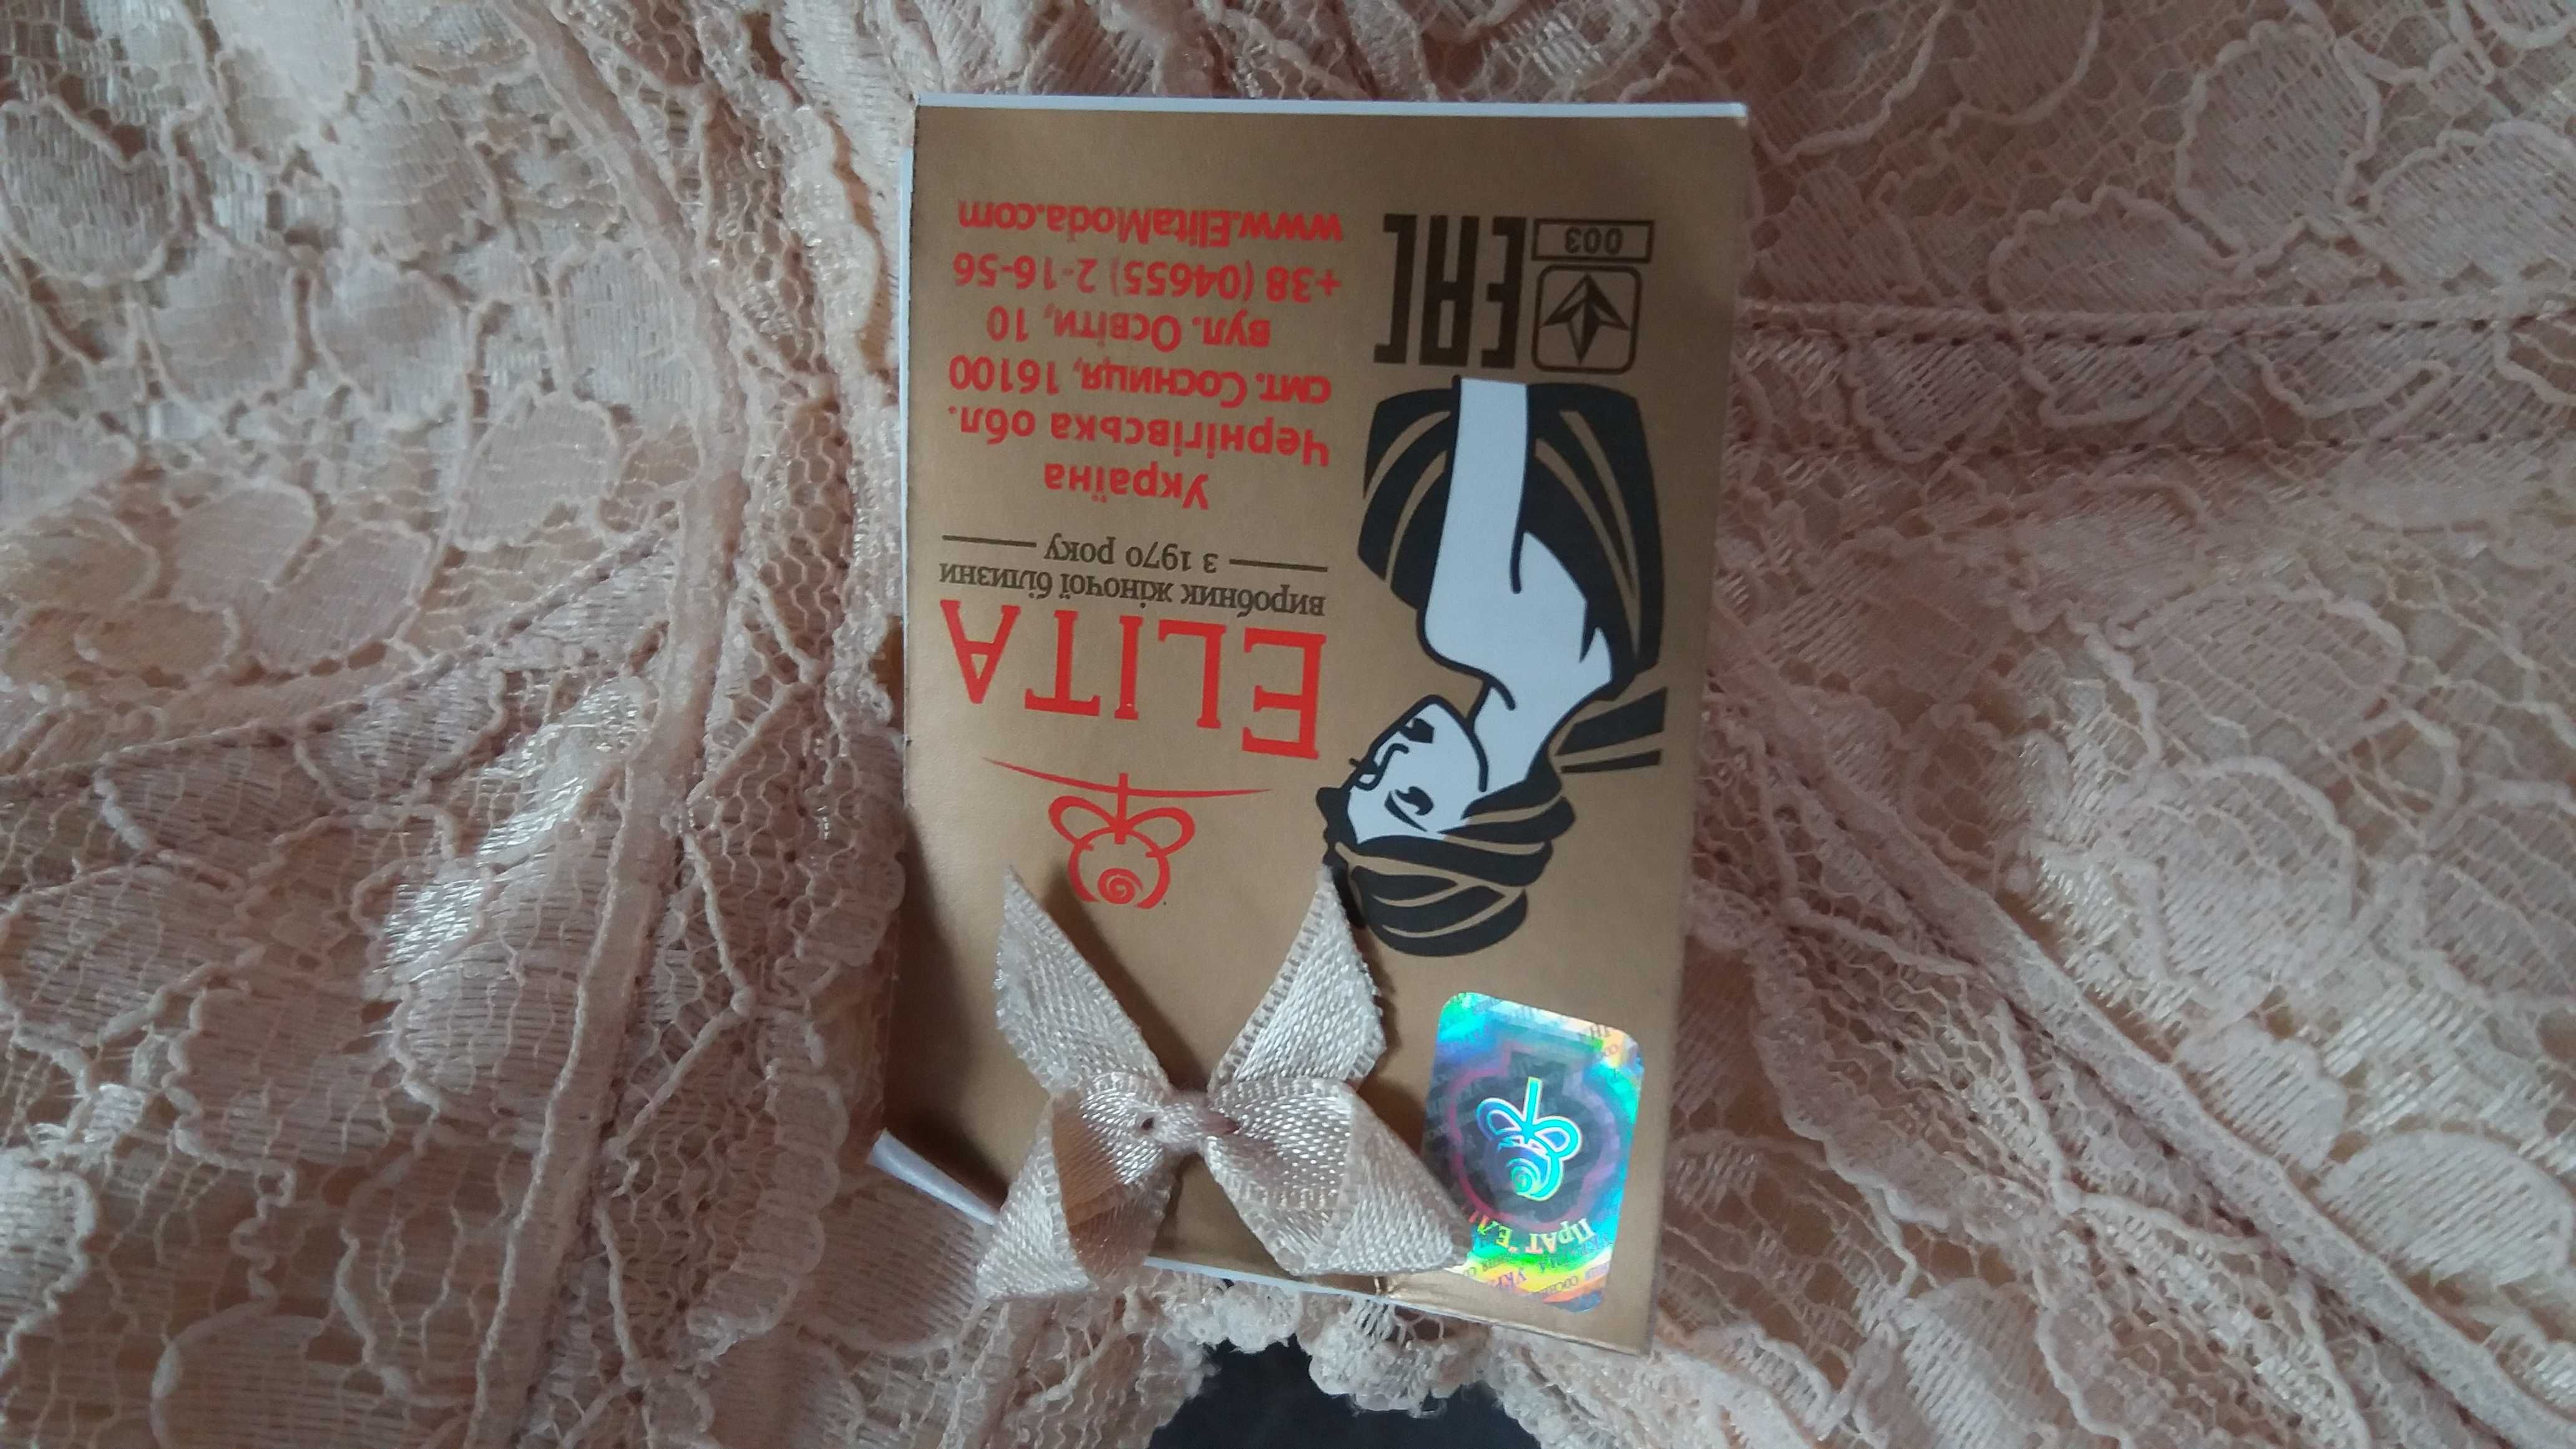 ELITA
виробник жіночої білизни
з 1970 року
Україна
Чернігівська обл.
смт. Сосниця, 16100
вул. Освіти, 10
+38 (04655) 2-16-56
www.ElitaModa.com
003
EAC
ПрАТ